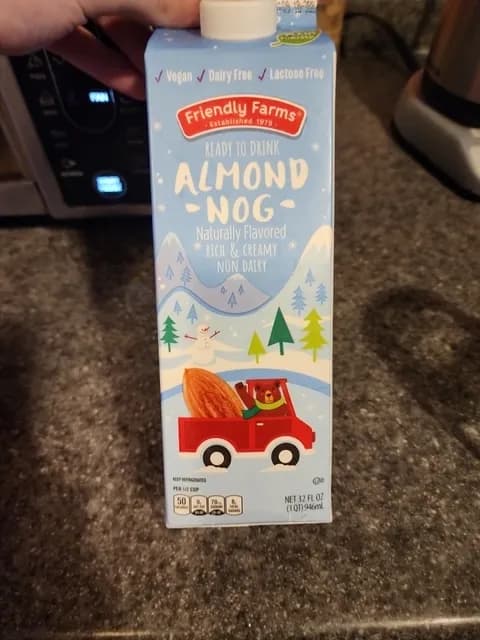 ✓ Vegan ✓ Dairy Free ✓ Lactose Free
Friendly Farms®
• Established 1979 •
READY TO DRINK
ALMOND
- NOG -
Naturally Flavored
RICH & CREAMY
NON DAIRY
KEEP REFRIGERATED
PER 1/2 CUP
50
NET 32 FL OZ
(1 QT) 946mL